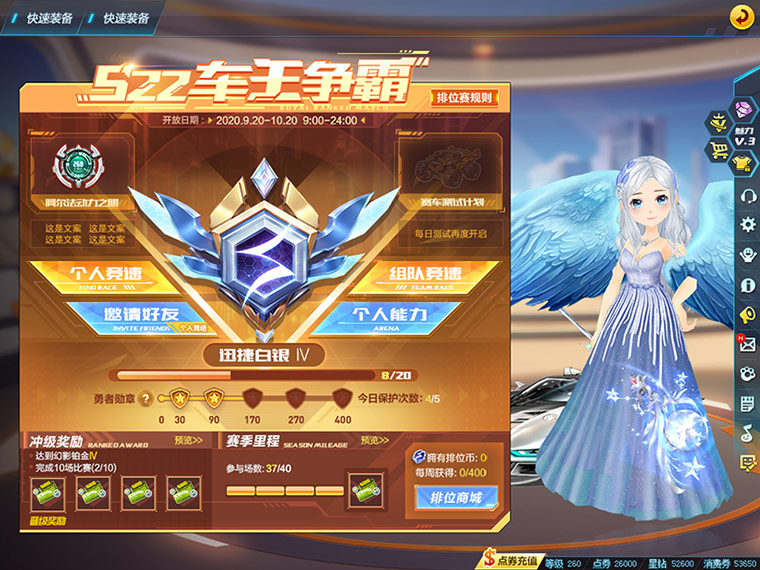 快速装备 快速装备
522车王争霸
ROYAL RANKED MATCH
排位赛规则
开放日期: 2020.9.20-10.20 9:00-24:00
魅力
V.3
260
阿尔法动力之眼
赛车测试计划
这是文案 这是文案
这是文案 这是文案
每日测试再度开启
个人竞速
组队竞速
TEAM RACE
邀请好友
INVITE FRIENDS 个人竞速
个人能力
ARENA
迅捷白银 Ⅳ
8/20
勇者勋章 ?
今日保护次数: 4/5
0 30 90 170 270 400
冲级奖励 RANKED AWARD 预览>>
达到幻影铂金Ⅳ
完成10场比赛(2/10)
晋级奖励
赛季里程 SEASON MILEAGE 预览>>
参与场数: 37/40
拥有排位币: 0
每周获得: 0/400
排位商城
点券充值
等级 260 点券 26000 星钻 52600 消费券 53650